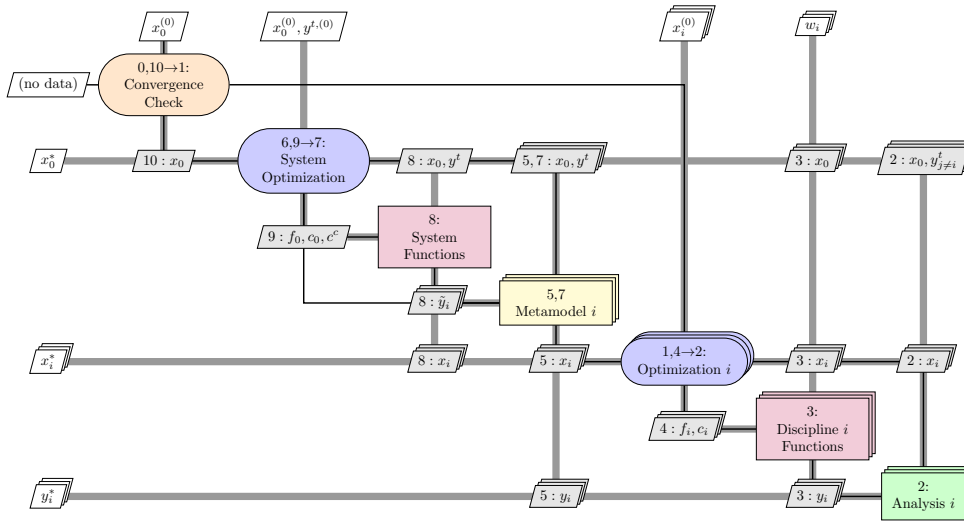 x_0^{(0)}
x_0^{(0)}, y^{t,(0)}
x_i^{(0)}
w_i
(no data)
0,10→1:
Convergence
Check
x_0^*
10 : x_0
6,9→7:
System
Optimization
8 : x_0, y^t
5, 7 : x_0, y^t
3 : x_0
2 : x_0, y_{j≠i}^t
9 : f_0, c_0, c^c
8:
System
Functions
8 : ỹ_i
5,7
Metamodel i
x_i^*
8 : x_i
5 : x_i
1,4→2:
Optimization i
3 : x_i
2 : x_i
4 : f_i, c_i
3:
Discipline i
Functions
y_i^*
5 : y_i
3 : y_i
2:
Analysis i